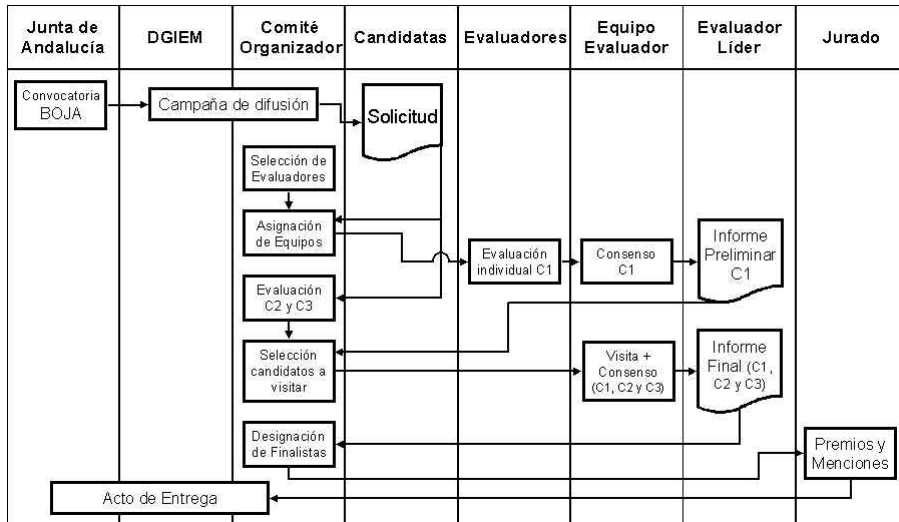 Junta de
Andalucía
DGIEM
Comité
Organizador
Candidatas
Evaluadores
Equipo
Evaluador
Evaluador
Líder
Jurado
Convocatoria
BOJA
Campaña de difusión
Solicitud
Selección de
Evaluadores
Asignación
de Equipos
Evaluación
individual C1
Consenso
C1
Informe
Preliminar
C1
Evaluación
C2 y C3
Selección
candidatos a
visitar
Visita +
Consenso
(C1, C2 y C3)
Informe
Final (C1,
C2 y C3)
Designación
de Finalistas
Premios y
Menciones
Acto de Entrega